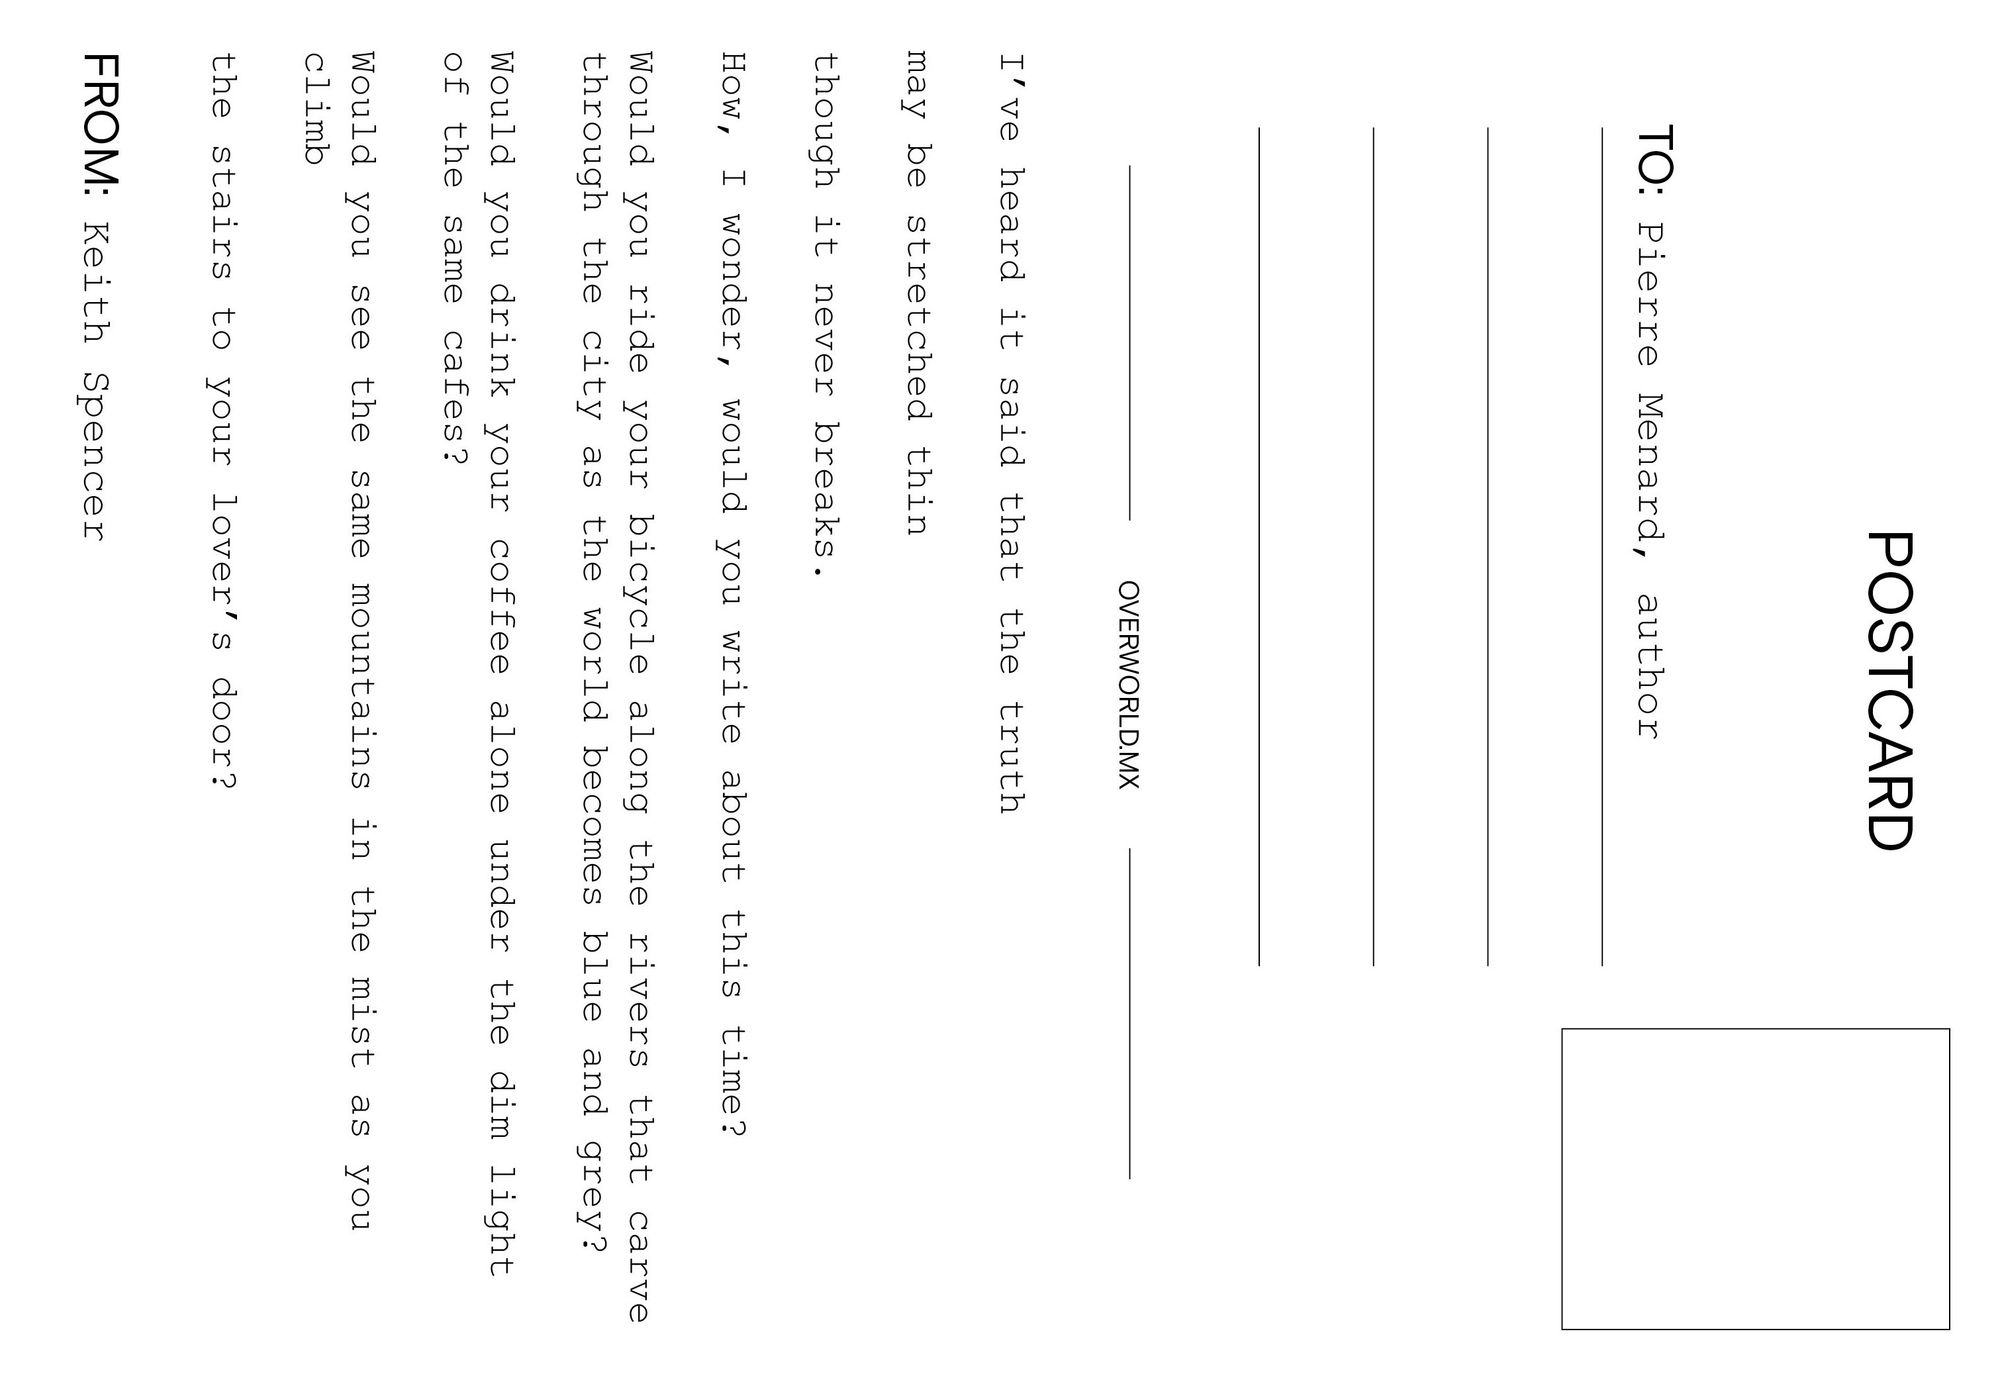 POSTCARD
TO: Pierre Menard, author
OVERWORLD.MX
I’ve heard it said that the truth
may be stretched thin
though it never breaks.
How, I wonder, would you write about this time?
Would you ride your bicycle along the rivers that carve
through the city as the world becomes blue and grey?
Would you drink your coffee alone under the dim light
of the same cafes?
Would you see the same mountains in the mist as you
climb
the stairs to your lover’s door?
FROM: Keith Spencer